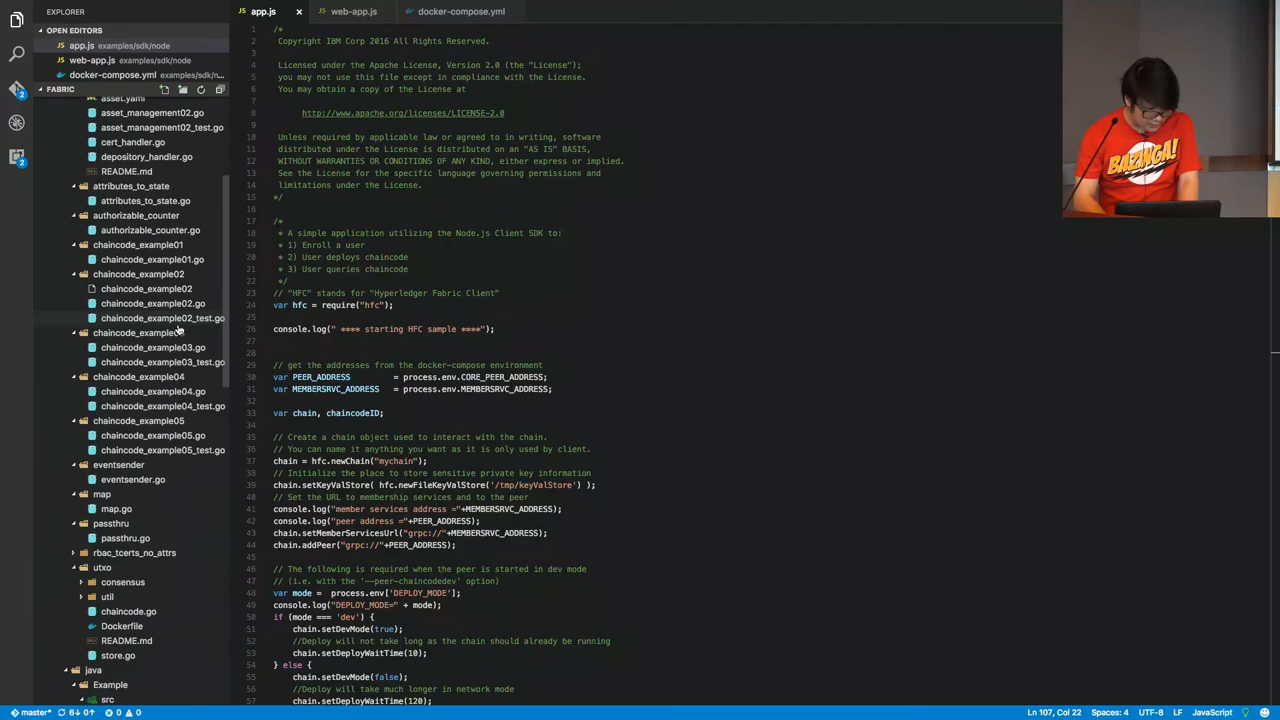 EXPLORER
OPEN EDITORS
JS app.js examples/sdk/node
JS web-app.js examples/sdk/node
docker-compose.yml examples/sdk/n...
FABRIC
asset.yaml
asset_management02.go
asset_management02_test.go
cert_handler.go
depository_handler.go
README.md
attributes_to_state
attributes_to_state.go
authorizable_counter
authorizable_counter.go
chaincode_example01
chaincode_example01.go
chaincode_example02
chaincode_example02
chaincode_example02.go
chaincode_example02_test.go
chaincode_example0
chaincode_example03.go
chaincode_example03_test.go
chaincode_example04
chaincode_example04.go
chaincode_example04_test.go
chaincode_example05
chaincode_example05.go
chaincode_example05_test.go
eventsender
eventsender.go
map
map.go
passthru
passthru.go
rbac_tcerts_no_attrs
utxo
consensus
util
chaincode.go
Dockerfile
README.md
store.go
java
Example
src
2
2
JS app.js × JS web-app.js docker-compose.yml
1 /*
2 Copyright IBM Corp 2016 All Rights Reserved.
3
4 Licensed under the Apache License, Version 2.0 (the "License");
5 you may not use this file except in compliance with the License.
6 You may obtain a copy of the License at
7
8 http://www.apache.org/licenses/LICENSE-2.0
9
10 Unless required by applicable law or agreed to in writing, software
11 distributed under the License is distributed on an "AS IS" BASIS,
12 WITHOUT WARRANTIES OR CONDITIONS OF ANY KIND, either express or implied.
13 See the License for the specific language governing permissions and
14 limitations under the License.
15 */
16
17 /*
18 * A simple application utilizing the Node.js Client SDK to:
19 * 1) Enroll a user
20 * 2) User deploys chaincode
21 * 3) User queries chaincode
22 */
23 // "HFC" stands for "Hyperledger Fabric Client"
24 var hfc = require("hfc");
25
26 console.log(" **** starting HFC sample ****");
27
28
29 // get the addresses from the docker-compose environment
30 var PEER_ADDRESS = process.env.CORE_PEER_ADDRESS;
31 var MEMBERSRVC_ADDRESS = process.env.MEMBERSRVC_ADDRESS;
32
33 var chain, chaincodeID;
34
35 // Create a chain object used to interact with the chain.
36 // You can name it anything you want as it is only used by client.
37 chain = hfc.newChain("mychain");
38 // Initialize the place to store sensitive private key information
39 chain.setKeyValStore( hfc.newFileKeyValStore('/tmp/keyValStore') );
40 // Set the URL to membership services and to the peer
41 console.log("member services address ="+MEMBERSRVC_ADDRESS);
42 console.log("peer address ="+PEER_ADDRESS);
43 chain.setMemberServicesUrl("grpc://"+MEMBERSRVC_ADDRESS);
44 chain.addPeer("grpc://"+PEER_ADDRESS);
45
46 // The following is required when the peer is started in dev mode
47 // (i.e. with the '--peer-chaincodedev' option)
48 var mode = process.env['DEPLOY_MODE'];
49 console.log("DEPLOY_MODE=" + mode);
50 if (mode === 'dev') {
51 chain.setDevMode(true);
52 //Deploy will not take long as the chain should already be running
53 chain.setDeployWaitTime(10);
54 } else {
55 chain.setDevMode(false);
56 //Deploy will take much longer in network mode
57 chain.setDeployWaitTime(120);
BAZINGA!
master* 6↓ 0↑ 0 0 Ln 107, Col 22 Spaces: 4 UTF-8 LF JavaScript